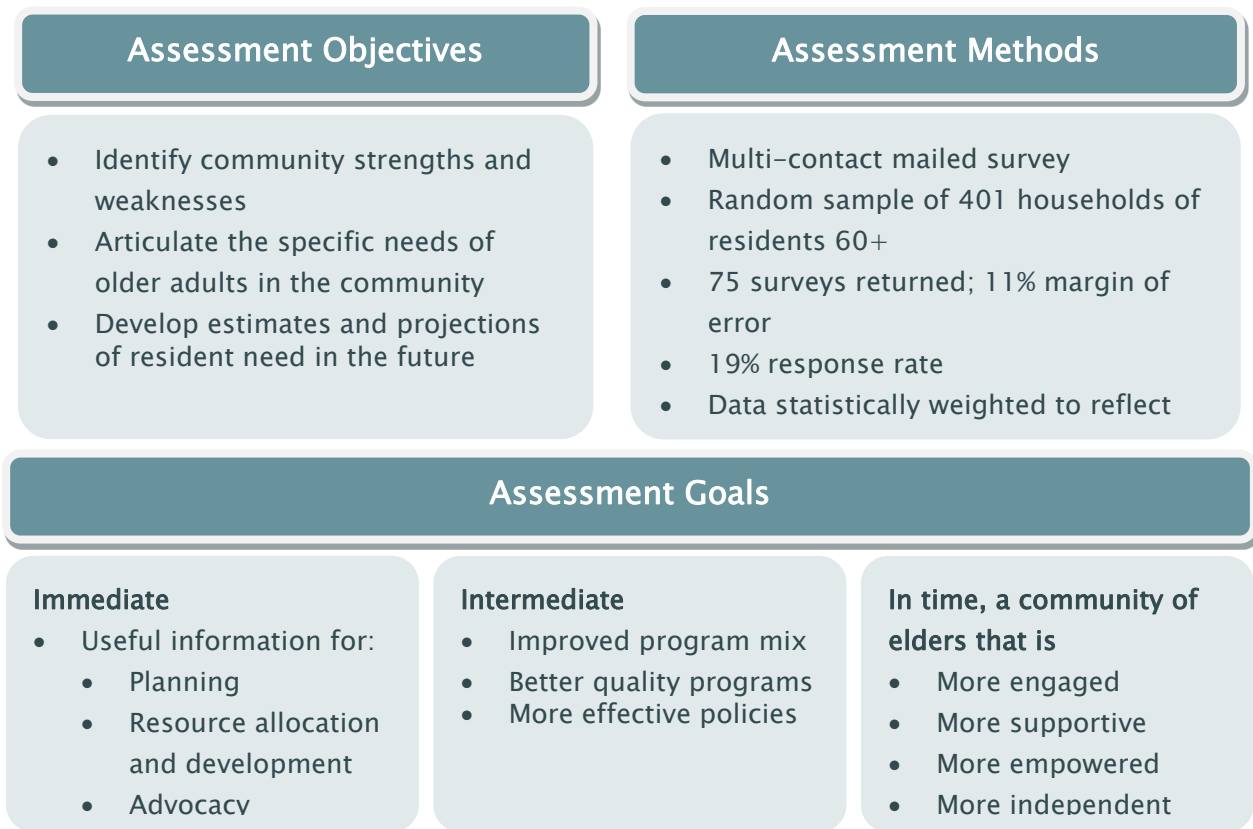 Assessment Objectives
• Identify community strengths and
weaknesses
• Articulate the specific needs of
older adults in the community
• Develop estimates and projections
of resident need in the future
Assessment Methods
• Multi-contact mailed survey
• Random sample of 401 households of
residents 60+
• 75 surveys returned; 11% margin of
error
• 19% response rate
• Data statistically weighted to reflect
Assessment Goals
Immediate
• Useful information for:
• Planning
• Resource allocation
and development
• Advocacy
Intermediate
• Improved program mix
• Better quality programs
• More effective policies
In time, a community of
elders that is
• More engaged
• More supportive
• More empowered
• More independent